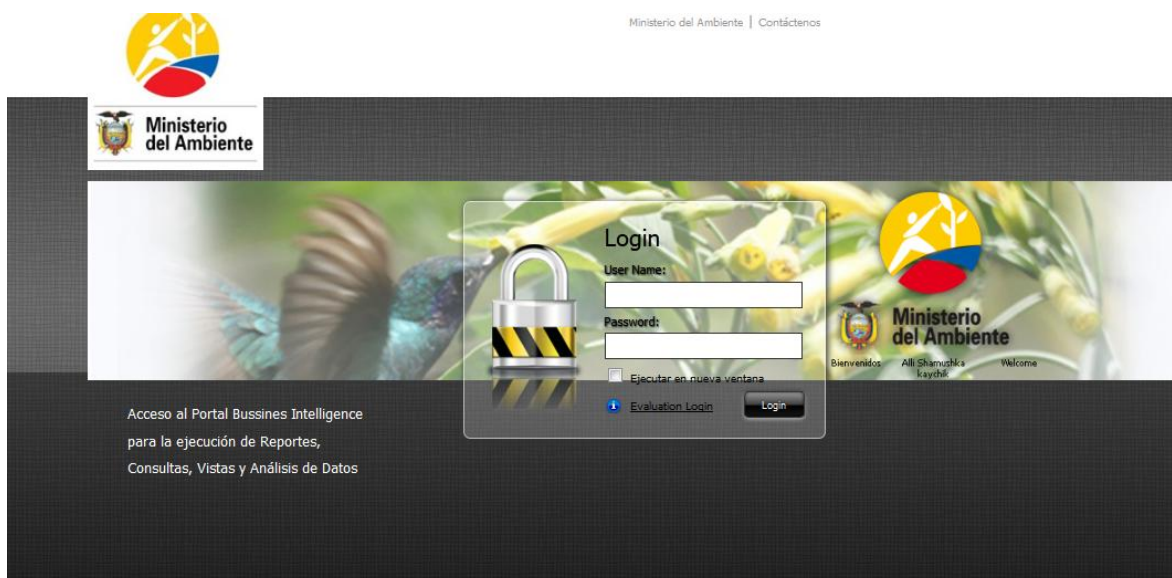 Ministerio del Ambiente | Contáctenos
Ministerio
del Ambiente
Login
User Name:
Password:
Ejecutar en nueva ventana
Evaluation Login
Login
Ministerio
del Ambiente
Bienvenidos Alli Shamushka Welcome
kaychik
Acceso al Portal Bussines Intelligence
para la ejecución de Reportes,
Consultas, Vistas y Análisis de Datos